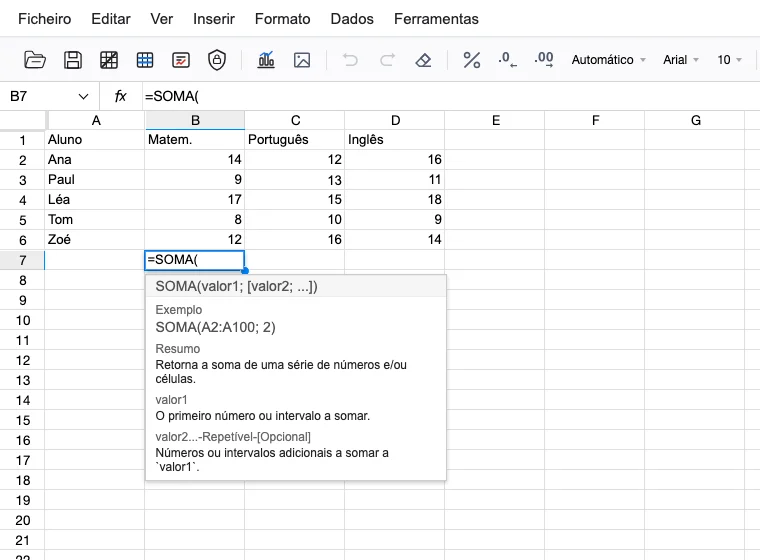 Ficheiro Editar Ver Inserir Formato Dados Ferramentas
% .0 .00 Automático Arial 10
B7 fx =SOMA(
A B C D E F G
1 Aluno Matem. Português Inglês
2 Ana 14 12 16
3 Paul 9 13 11
4 Léa 17 15 18
5 Tom 8 10 9
6 Zoé 12 16 14
7 =SOMA(
8 SOMA(valor1; [valor2; ...])
9 Exemplo
10 SOMA(A2:A100; 2)
11 Resumo
12 Retorna a soma de uma série de números e/ou
13 células.
14 valor1
15 O primeiro número ou intervalo a somar.
16 valor2...-Repetível-[Opcional]
17 Números ou intervalos adicionais a somar a
18 `valor1`.
19
20
21
22